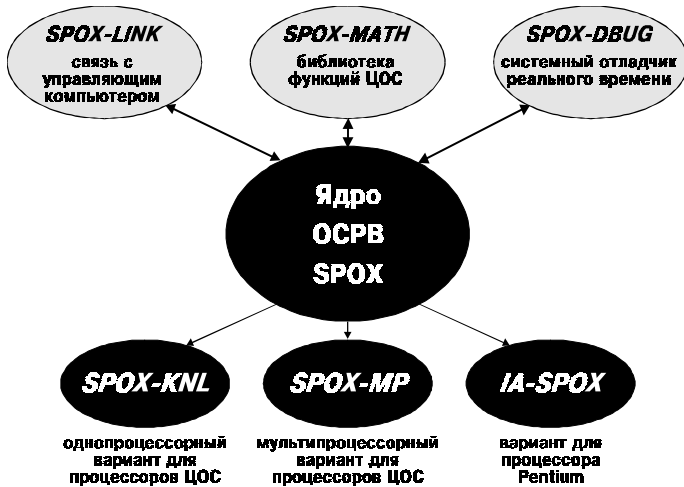 SPOX-LINK
связь с
управляющим
компьютером
SPOX-MATH
библиотека
функций ЦОС
SPOX-DBUG
системный отладчик
реального времени
Ядро
ОСРВ
SPOX
SPOX-KNL
однопроцессорный
вариант для
процессоров ЦОС
SPOX-MP
мультипроцессорный
вариант для
процессоров ЦОС
IA-SPOX
вариант для
процессора
Pentium